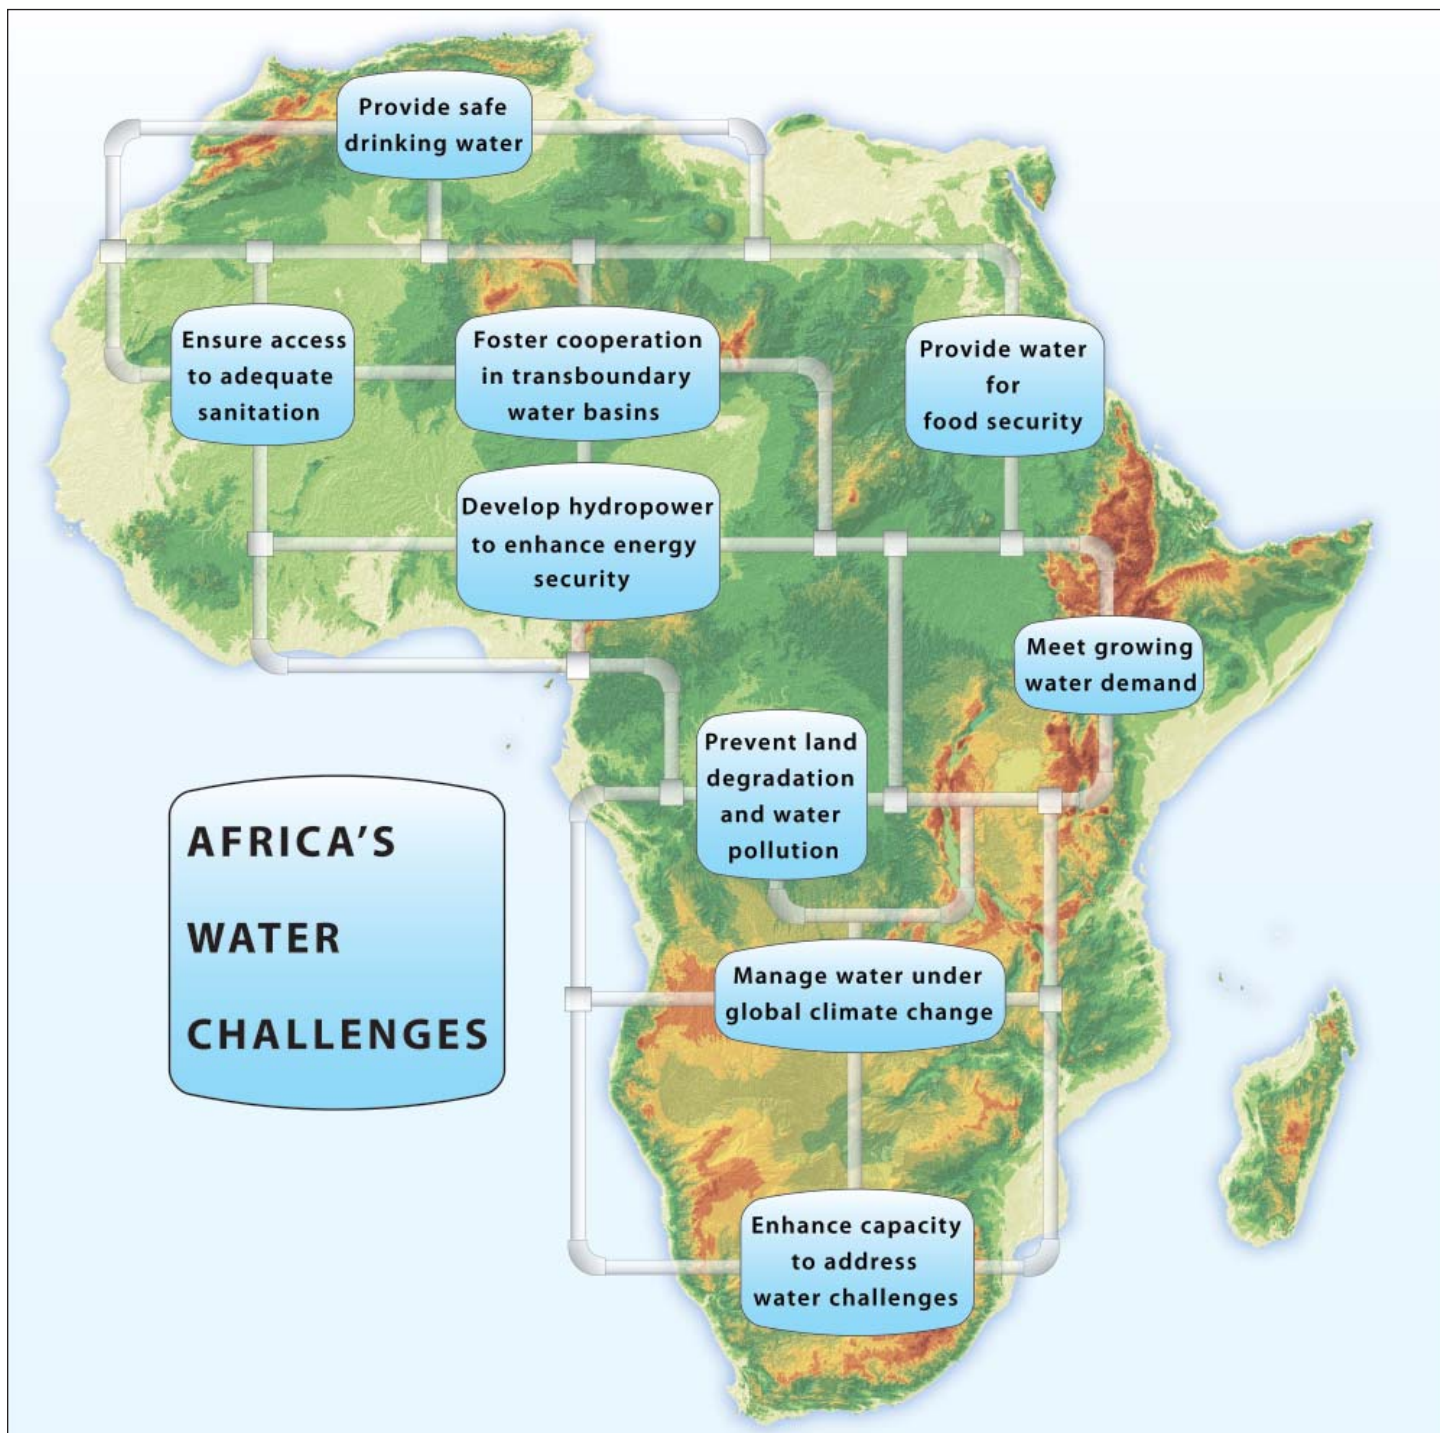 Provide safe
drinking water
Ensure access
to adequate
sanitation
Foster cooperation
in transboundary
water basins
Provide water
for
food security
Develop hydropower
to enhance energy
security
Meet growing
water demand
Prevent land
degradation
and water
pollution
AFRICA'S
WATER
CHALLENGES
Manage water under
global climate change
Enhance capacity
to address
water challenges